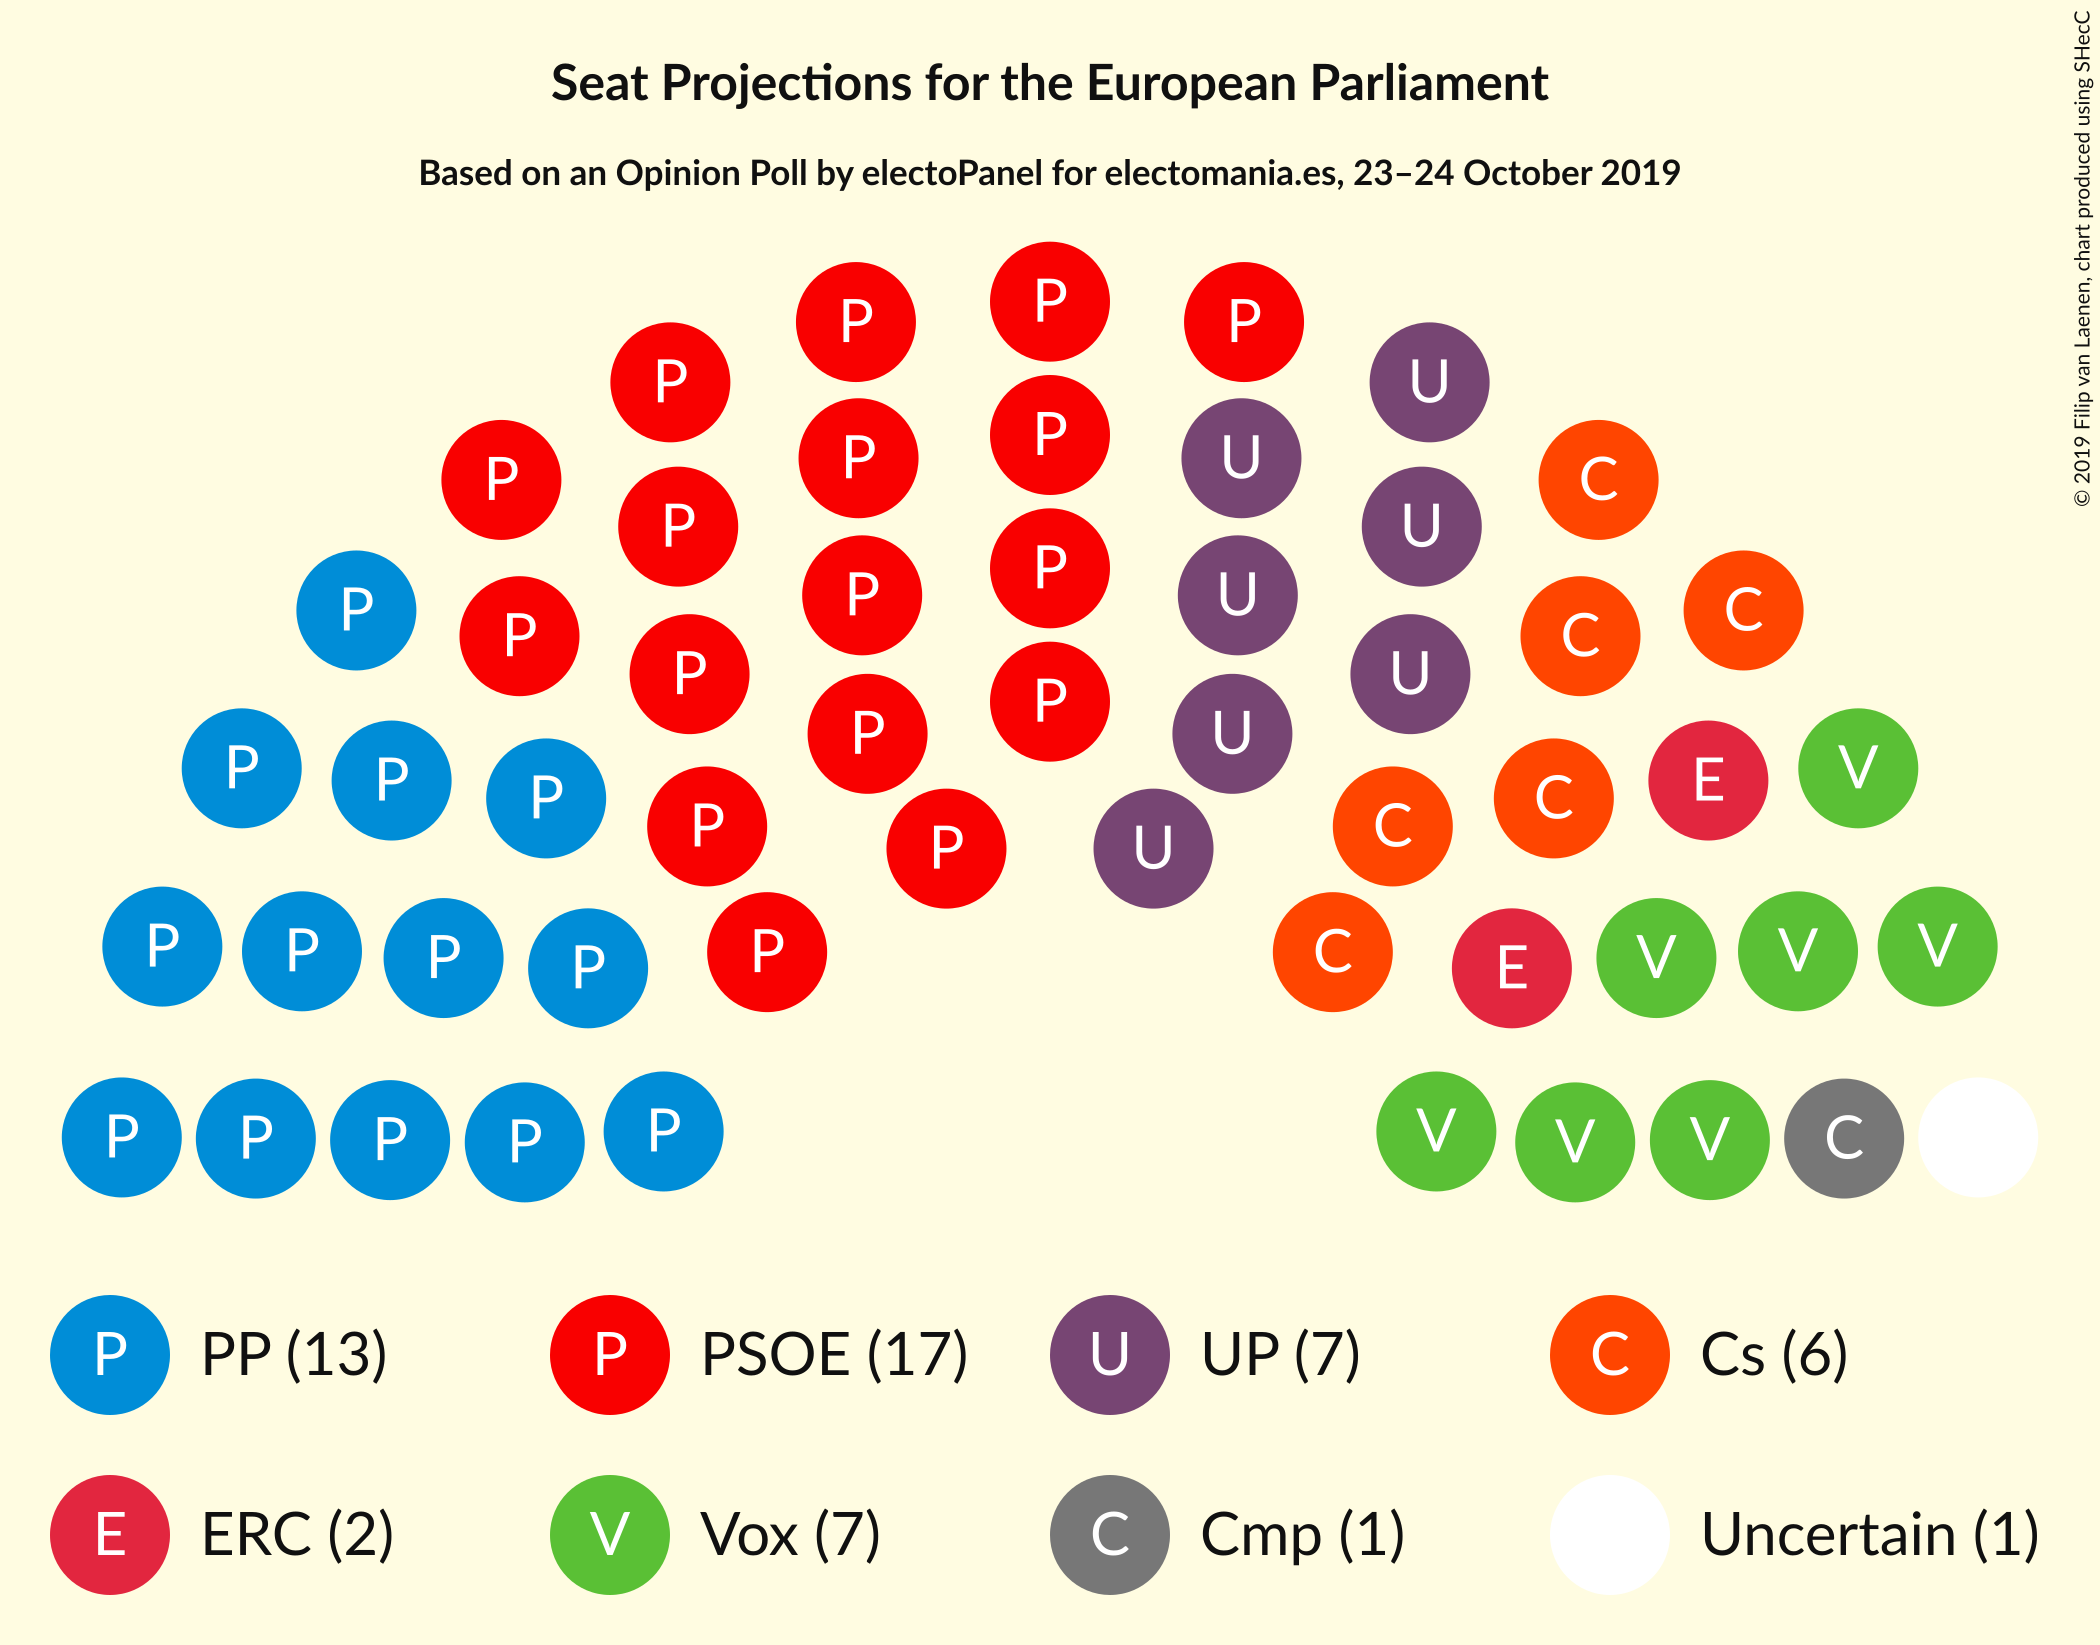 Seat Projections for the European Parliament
Based on an Opinion Poll by electoPanel for electomania.es, 23–24 October 2019
© 2019 Filip van Laenen, chart produced using SHecC
P P P
P U
P P P U C
P U
P P C
P P U C
P P U
P P
P P U
P P P E V
P C C
P U
P P P P P C E V V V
P P P P P V V V C
P PP (13) P PSOE (17) U UP (7) C Cs (6)
E ERC (2) V Vox (7) C Cmp (1) Uncertain (1)